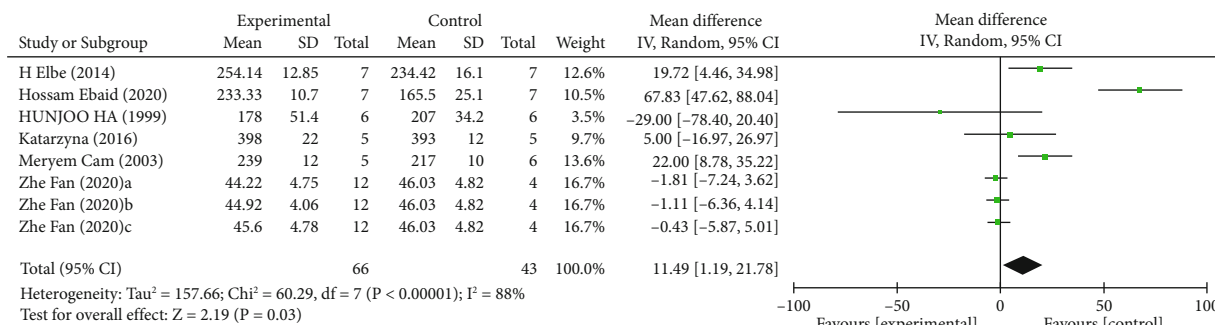 Experimental Control Mean difference Mean difference
Study or Subgroup Mean SD Total Mean SD Total Weight IV, Random, 95% CI IV, Random, 95% CI
H Elbe (2014) 254.14 12.85 7 234.42 16.1 7 12.6% 19.72 [4.46, 34.98]
Hossam Ebaid (2020) 233.33 10.7 7 165.5 25.1 7 10.5% 67.83 [47.62, 88.04]
HUNJOO HA (1999) 178 51.4 6 207 34.2 6 3.5% −29.00 [−78.40, 20.40]
Katarzyna (2016) 398 22 5 393 12 5 9.7% 5.00 [−16.97, 26.97]
Meryem Cam (2003) 239 12 5 217 10 6 13.6% 22.00 [8.78, 35.22]
Zhe Fan (2020)a 44.22 4.75 12 46.03 4.82 4 16.7% −1.81 [−7.24, 3.62]
Zhe Fan (2020)b 44.92 4.06 12 46.03 4.82 4 16.7% −1.11 [−6.36, 4.14]
Zhe Fan (2020)c 45.6 4.78 12 46.03 4.82 4 16.7% −0.43 [−5.87, 5.01]
Total (95% CI) 66 43 100.0% 11.49 [1.19, 21.78]
Heterogeneity: Tau² = 157.66; Chi² = 60.29, df = 7 (P < 0.00001); I² = 88%
−100 −50 0 50 100
Test for overall effect: Z = 2.19 (P = 0.03)
Favours [experimental] Favours [control]